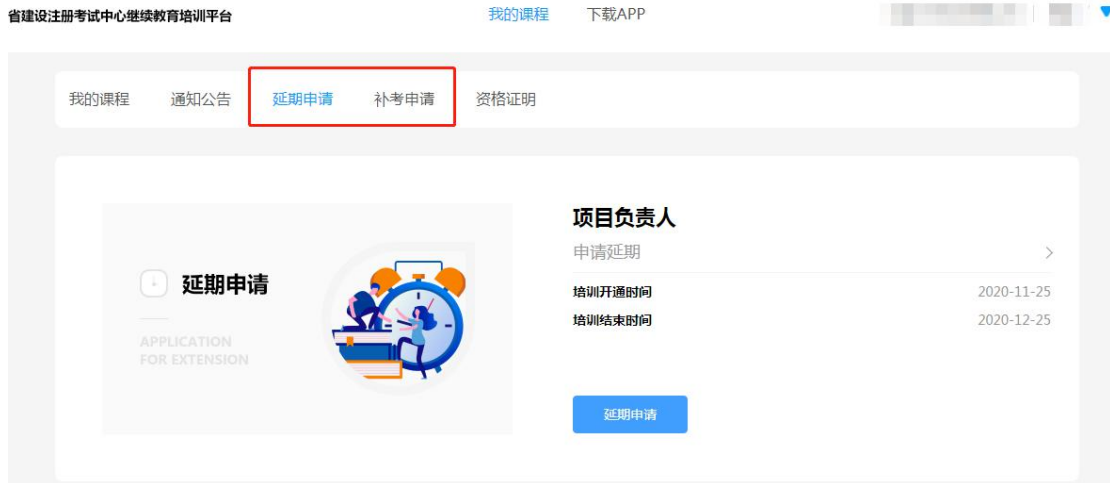 省建设注册考试中心继续教育培训平台 我的课程 下载APP
我的课程 通知公告 延期申请 补考申请 资格证明
延期申请
APPLICATION
FOR EXTENSION
项目负责人
申请延期
培训开通时间 2020-11-25
培训结束时间 2020-12-25
延期申请